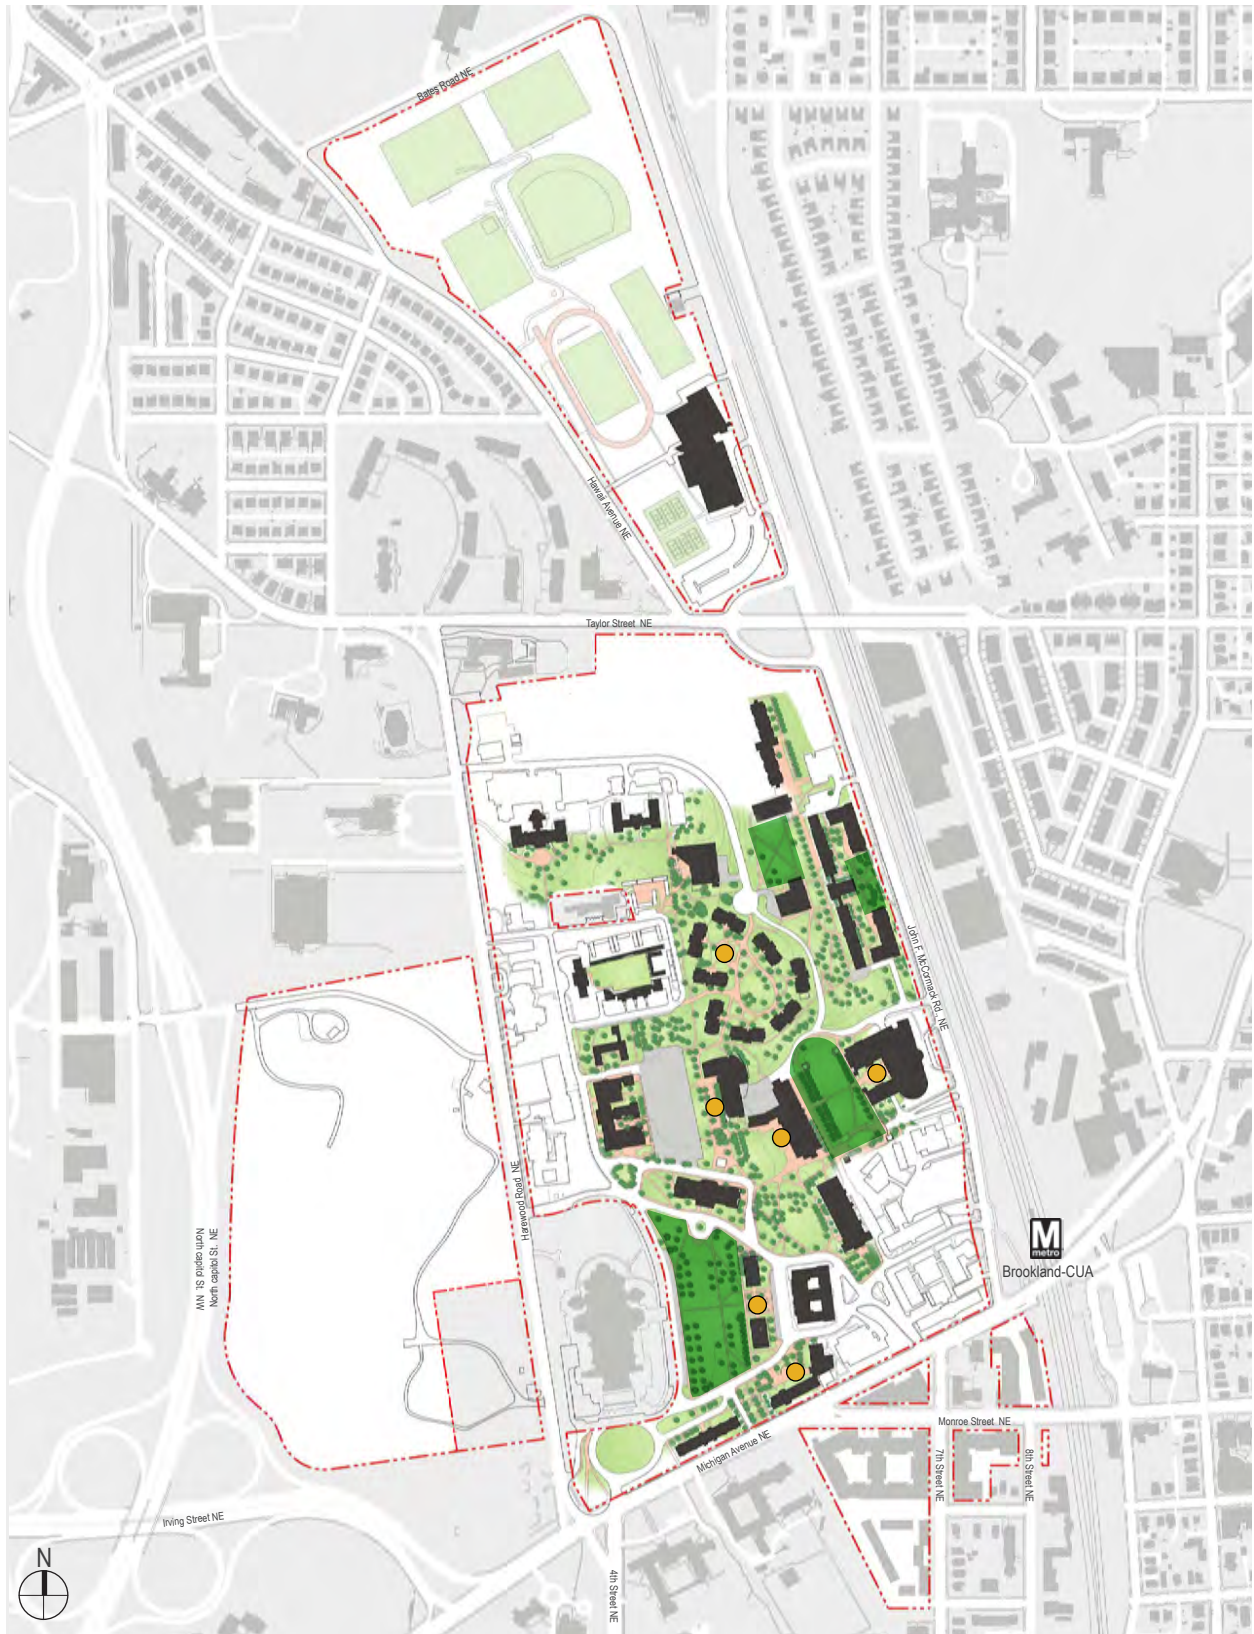 Bates Road NE
Hawaii Avenue NE
Taylor Street NE
John F. McCormack Rd., NE
Harewood Road NE
North capitol St. NE
North capitol St. NW
M
metro
Brookland-CUA
Monroe Street NE
Michigan Avenue NE
7th Street NE
8th Street NE
Irving Street NE
N
4th Street NE